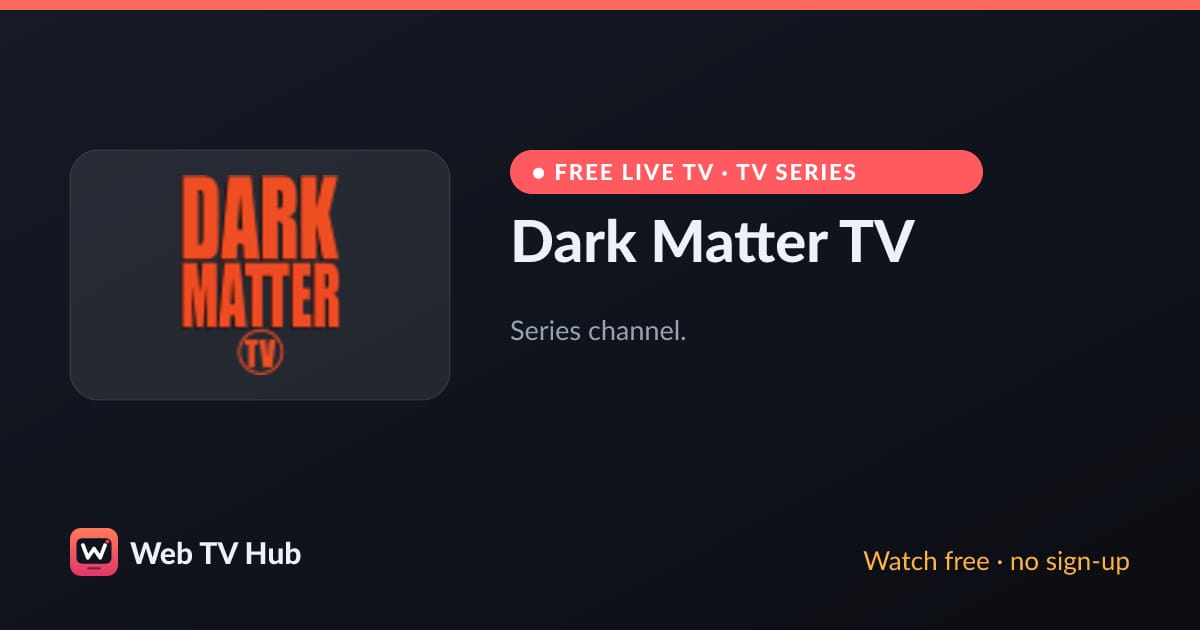 DARK
MATTER
TV
• FREE LIVE TV · TV SERIES
Dark Matter TV
Series channel.
W
Web TV Hub
Watch free · no sign-up